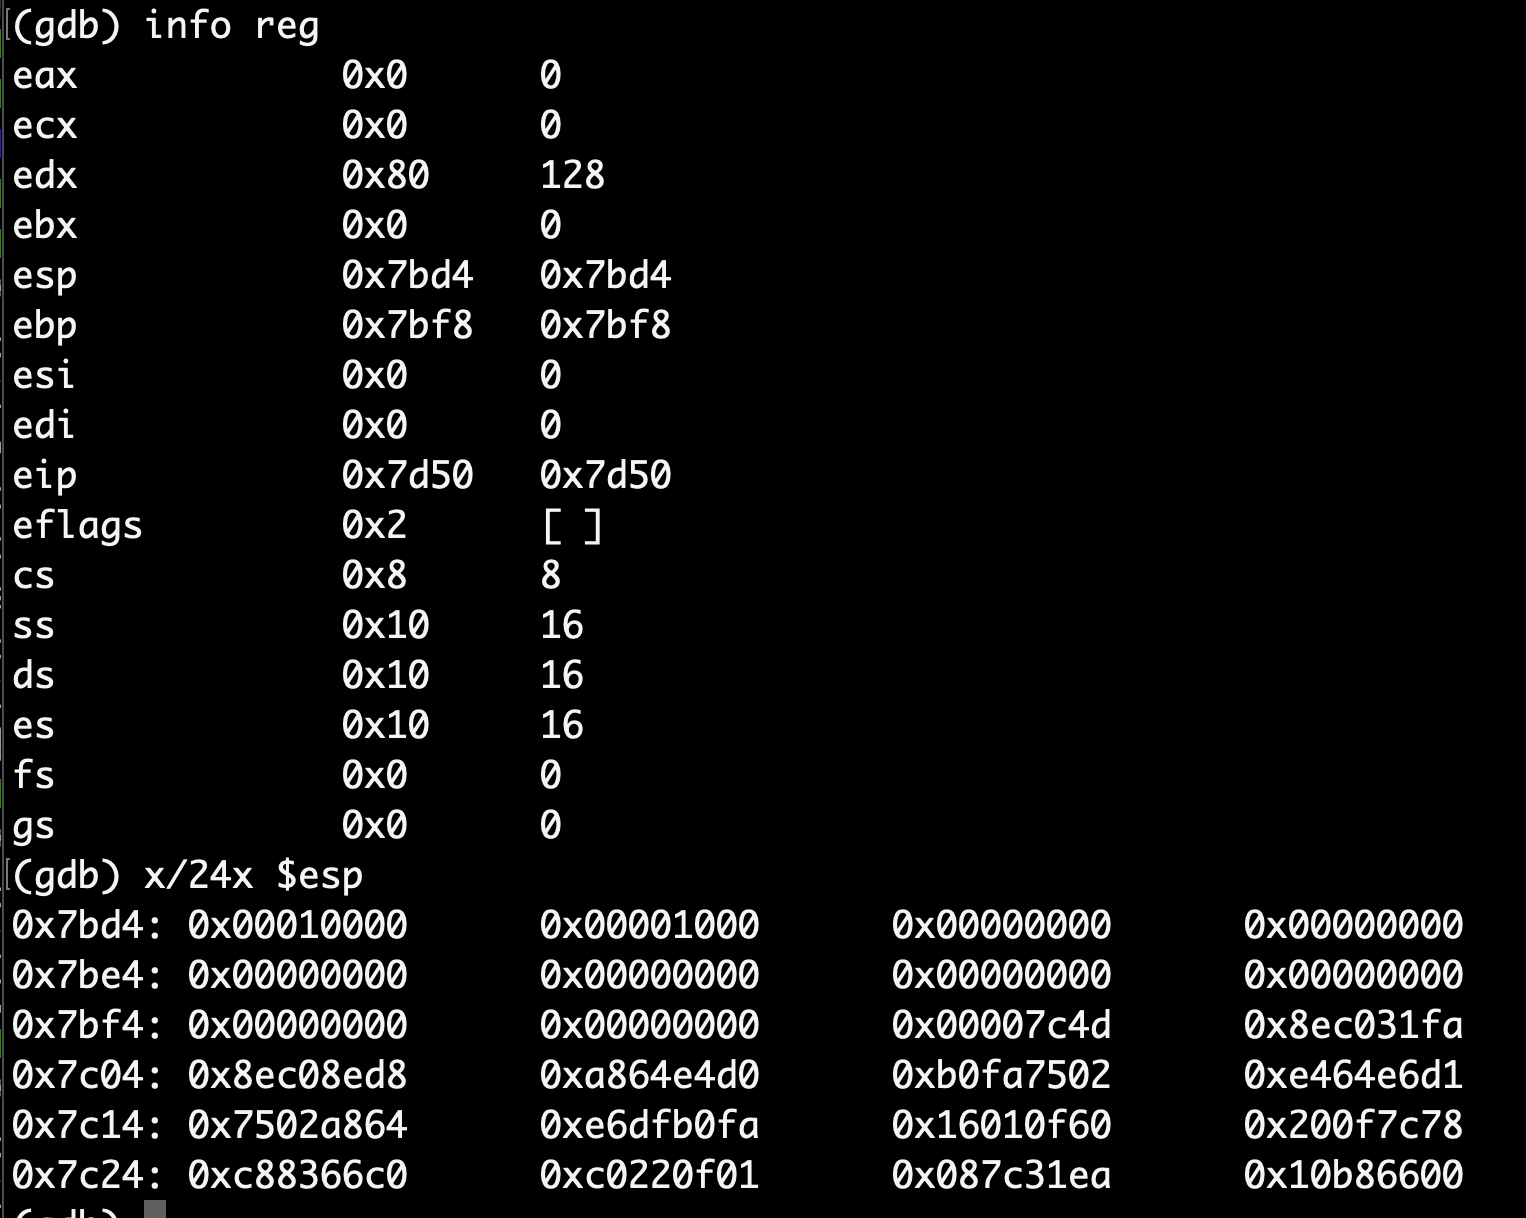 (gdb) info reg
eax 0x0 0
ecx 0x0 0
edx 0x80 128
ebx 0x0 0
esp 0x7bd4 0x7bd4
ebp 0x7bf8 0x7bf8
esi 0x0 0
edi 0x0 0
eip 0x7d50 0x7d50
eflags 0x2 [ ]
cs 0x8 8
ss 0x10 16
ds 0x10 16
es 0x10 16
fs 0x0 0
gs 0x0 0
(gdb) x/24x $esp
0x7bd4: 0x00010000 0x00001000 0x00000000 0x00000000
0x7be4: 0x00000000 0x00000000 0x00000000 0x00000000
0x7bf4: 0x00000000 0x00000000 0x00007c4d 0x8ec031fa
0x7c04: 0x8ec08ed8 0xa864e4d0 0xb0fa7502 0xe464e6d1
0x7c14: 0x7502a864 0xe6dfb0fa 0x16010f60 0x200f7c78
0x7c24: 0xc88366c0 0xc0220f01 0x087c31ea 0x10b86600
(gdb)